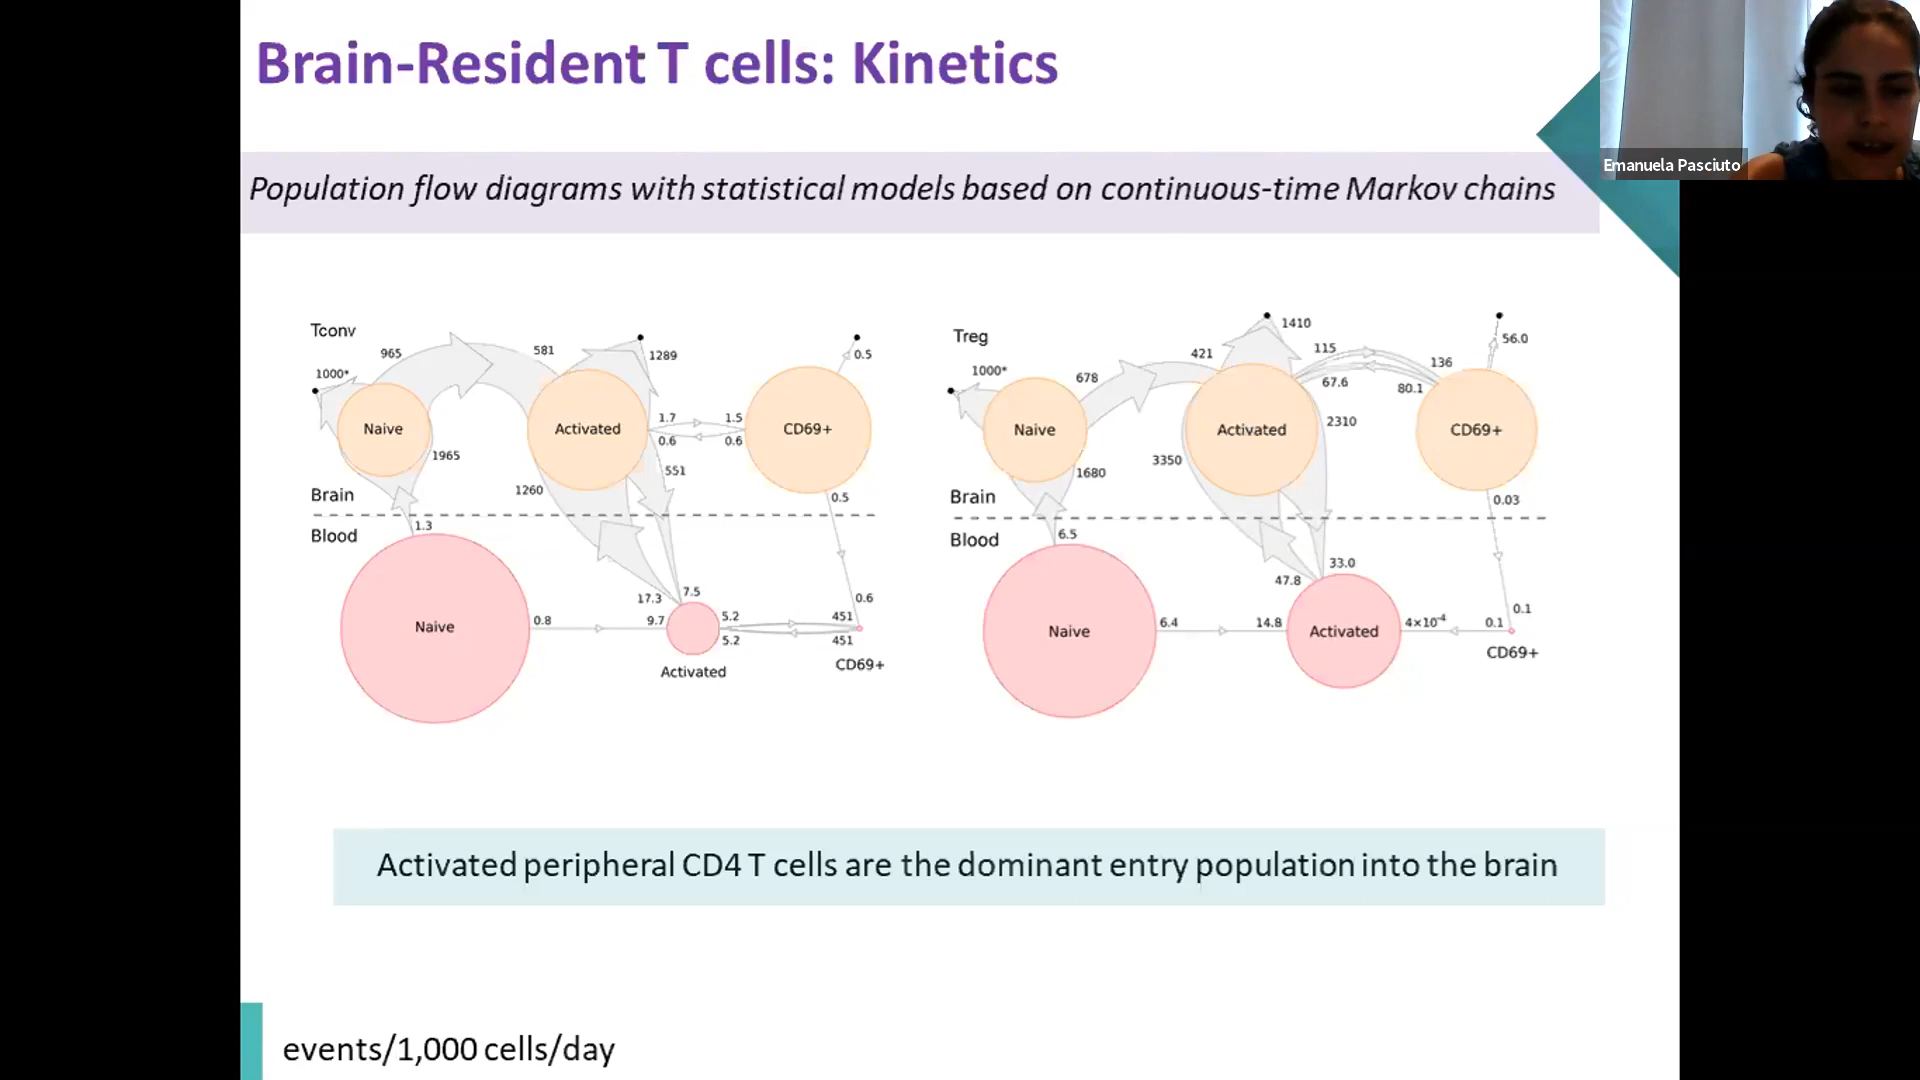 Brain-Resident T cells: Kinetics
Emanuela Pasciuto
Population flow diagrams with statistical models based on continuous-time Markov chains
Tconv
965
581
1289
0.5
1000*
Naive
Activated
CD69+
1.7
1.5
0.6
0.6
1965
551
1260
0.5
Brain
Blood
1.3
Naive
0.8
17.3
7.5
9.7
5.2
5.2
451
451
0.6
Activated
CD69+
Treg
1410
56.0
421
115
136
1000*
678
67.6
80.1
Naive
Activated
CD69+
2310
3350
1680
0.03
Brain
Blood
6.5
33.0
47.8
Naive
6.4
14.8
Activated
4×10⁻⁴
0.1
0.1
CD69+
Activated peripheral CD4 T cells are the dominant entry population into the brain
events/1,000 cells/day